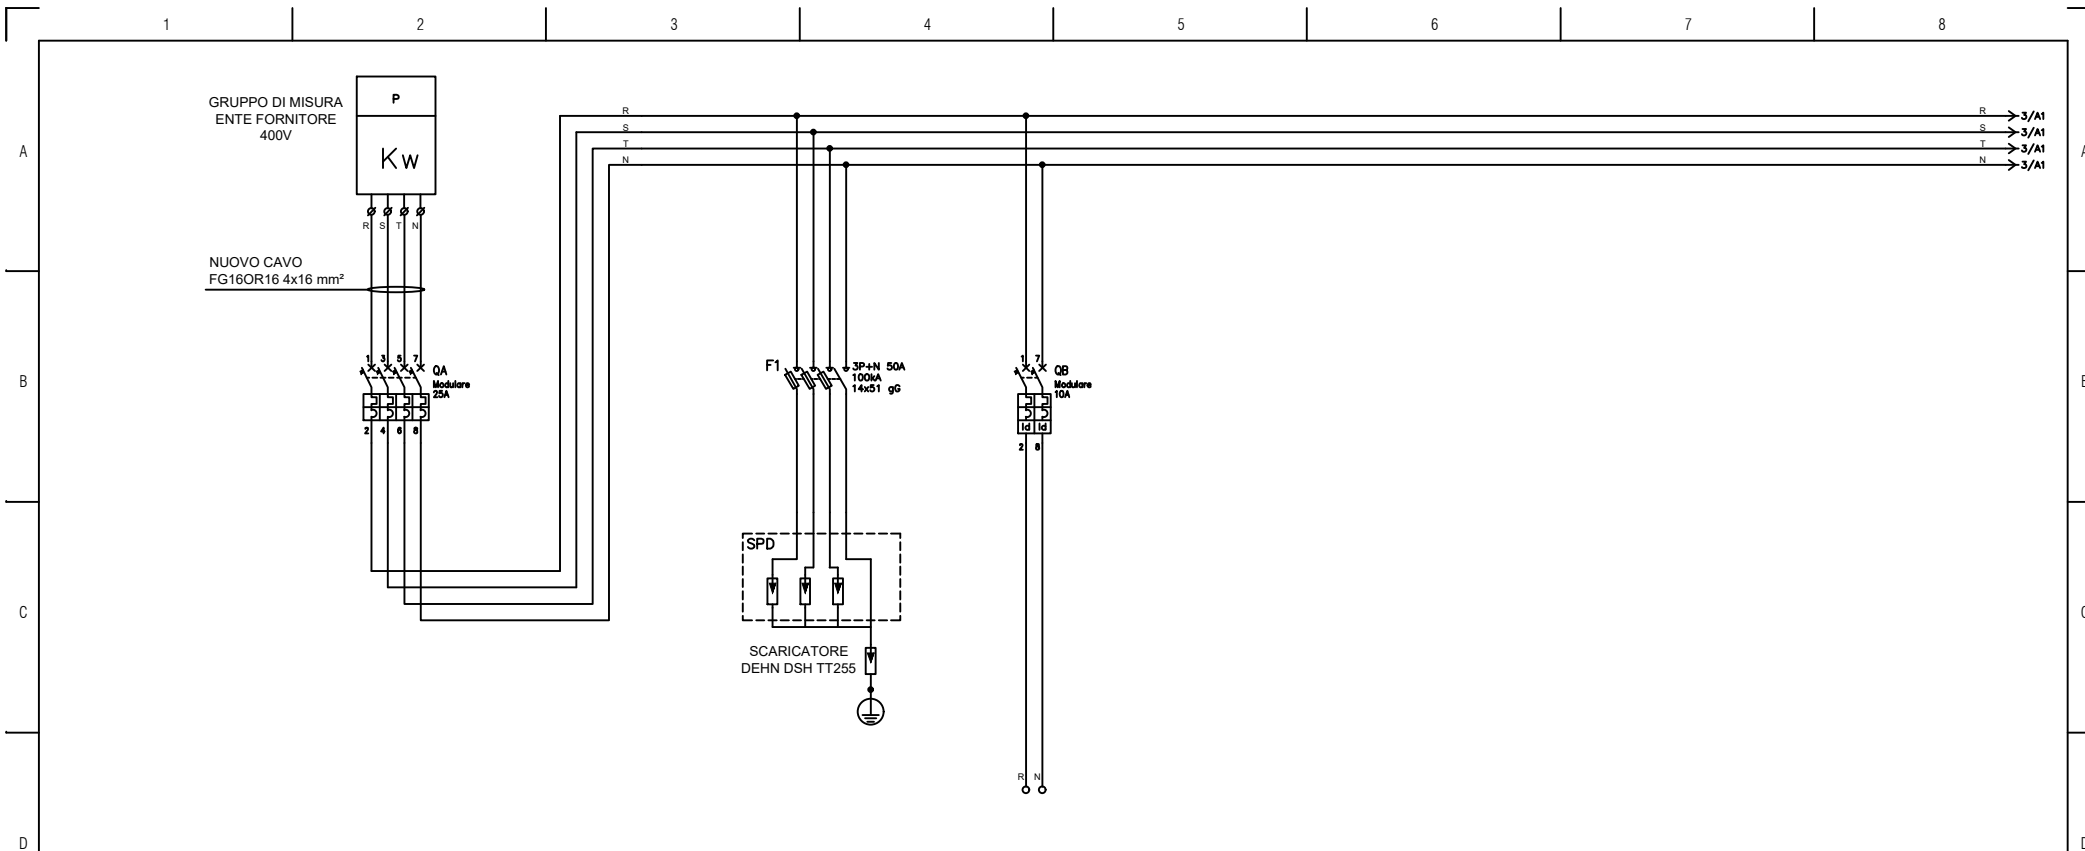 1 2 3 4 5 6 7 8
GRUPPO DI MISURA
ENTE FORNITORE
400V
P
Kw
R
S
T
N
R 3/A1
S 3/A1
T 3/A1
N 3/A1
A
R S T N
NUOVO CAVO
FG16OR16 4x16 mm²
B
1 3 5 7
QA
Modulare
25A
2 4 6 8
F1
3P+N 50A
100kA
14x51 gG
1 7
QB
Modulare
10A
Id Id
2 8
SPD
C
SCARICATORE
DEHN DSH TT255
R N
D